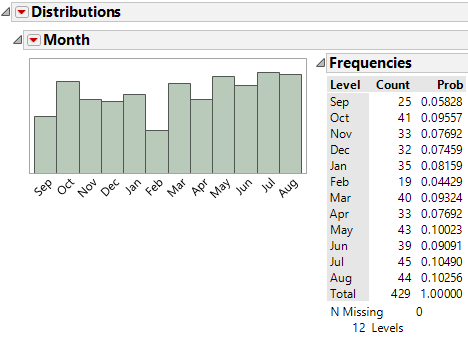 Distributions
Month
Sep Oct Nov Dec Jan Feb Mar Apr May Jun Jul Aug
Frequencies
Level Count Prob
Sep 25 0.05828
Oct 41 0.09557
Nov 33 0.07692
Dec 32 0.07459
Jan 35 0.08159
Feb 19 0.04429
Mar 40 0.09324
Apr 33 0.07692
May 43 0.10023
Jun 39 0.09091
Jul 45 0.10490
Aug 44 0.10256
Total 429 1.00000
N Missing 0
12 Levels